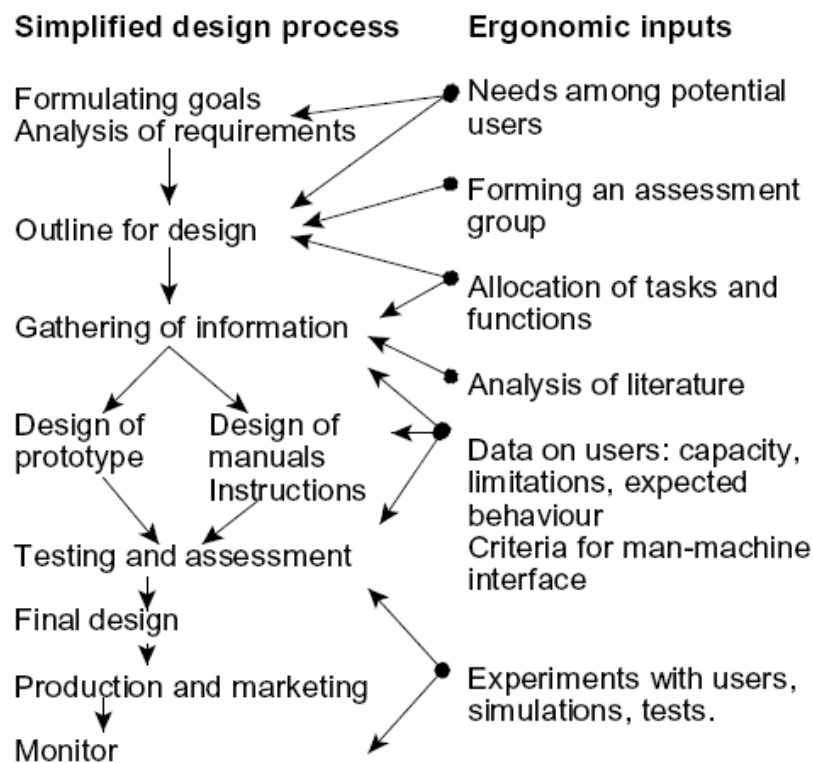 Simplified design process
Formulating goals
Analysis of requirements
Outline for design
Gathering of information
Design of
prototype
Design of
manuals
Instructions
Testing and assessment
Final design
Production and marketing
Monitor
Ergonomic inputs
Needs among potential
users
Forming an assessment
group
Allocation of tasks and
functions
Analysis of literature
Data on users: capacity,
limitations, expected
behaviour
Criteria for man-machine
interface
Experiments with users,
simulations, tests.